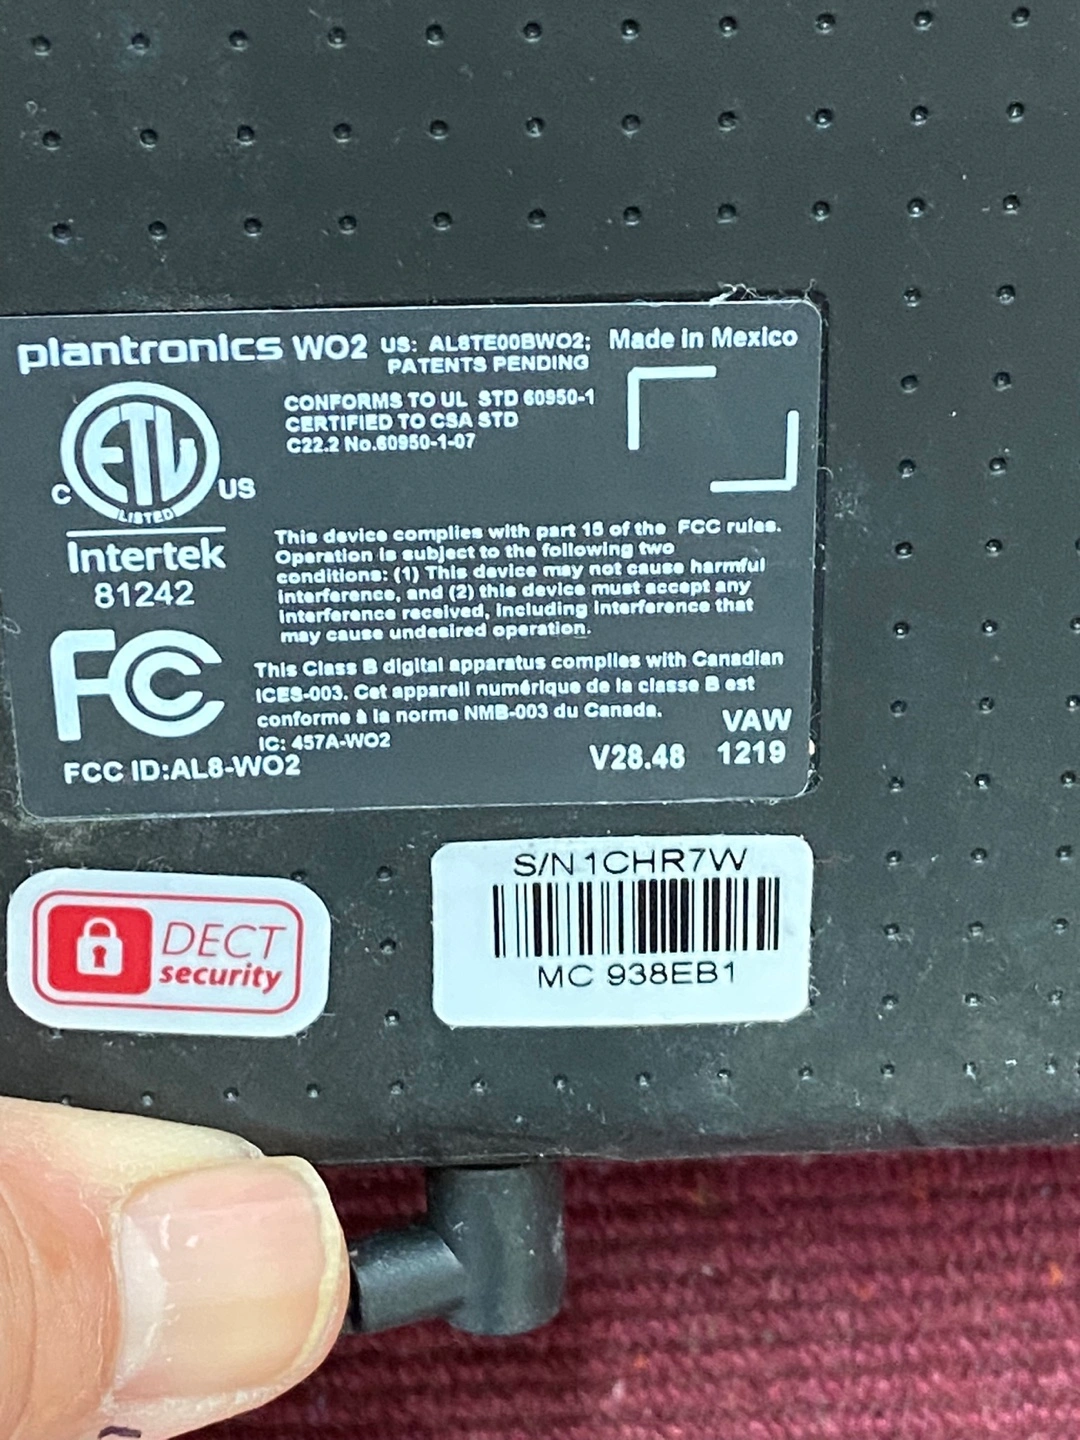 plantronics WO2 US: AL8TE00BWO2; Made in Mexico
PATENTS PENDING
CONFORMS TO UL STD 60950-1
CERTIFIED TO CSA STD
C22.2 No.60950-1-07
ETL
C US
LISTED
Intertek
81242
This device complies with part 15 of the FCC rules.
Operation is subject to the following two
conditions: (1) This device may not cause harmful
interference, and (2) this device must accept any
interference received, including interference that
may cause undesired operation.
FC
This Class B digital apparatus complies with Canadian
ICES-003. Cet appareil numérique de la classe B est
conforme à la norme NMB-003 du Canada.
IC: 457A-WO2
FCC ID:AL8-WO2
VAW
V28.48 1219
S/N 1CHR7W
MC 938EB1
DECT
security